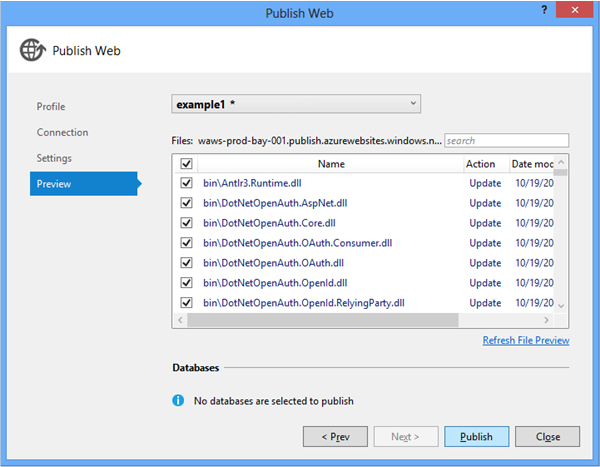 Publish Web
?
Publish Web
Profile
Connection
Settings
Preview
example1 *
Files: waws-prod-bay-001.publish.azurewebsites.windows.n... search
Name Action Date mod
bin\Antlr3.Runtime.dll Update 10/19/20
bin\DotNetOpenAuth.AspNet.dll Update 10/19/20
bin\DotNetOpenAuth.Core.dll Update 10/19/20
bin\DotNetOpenAuth.OAuth.Consumer.dll Update 10/19/20
bin\DotNetOpenAuth.OAuth.dll Update 10/19/20
bin\DotNetOpenAuth.OpenId.dll Update 10/19/20
bin\DotNetOpenAuth.OpenId.RelyingParty.dll Update 10/19/20
Refresh File Preview
Databases
No databases are selected to publish
< Prev Next > Publish Close